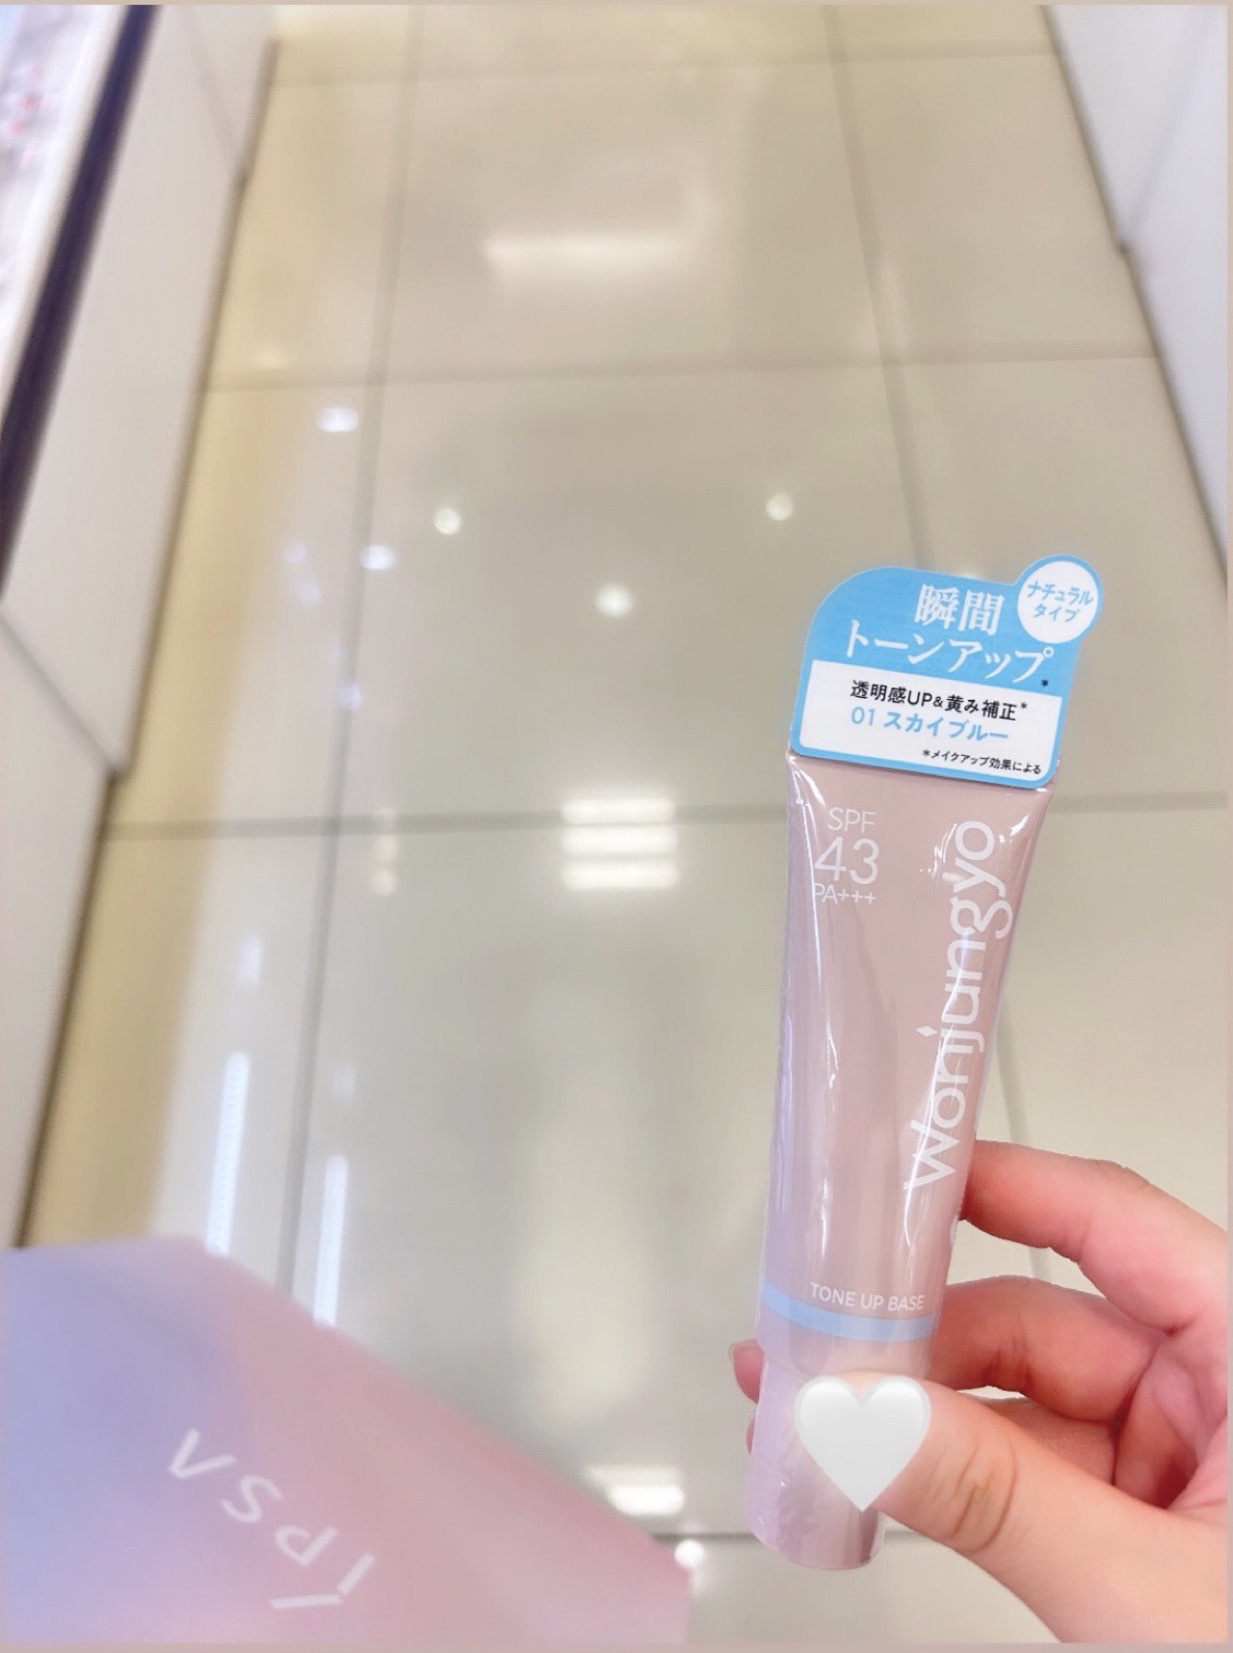 瞬間
トーンアップ*
ナチュラル
タイプ
透明感UP&黄み補正*
01 スカイブルー
*メイクアップ効果による
SPF
43
PA+++
Wonjungyo
TONE UP BASE
IPSA